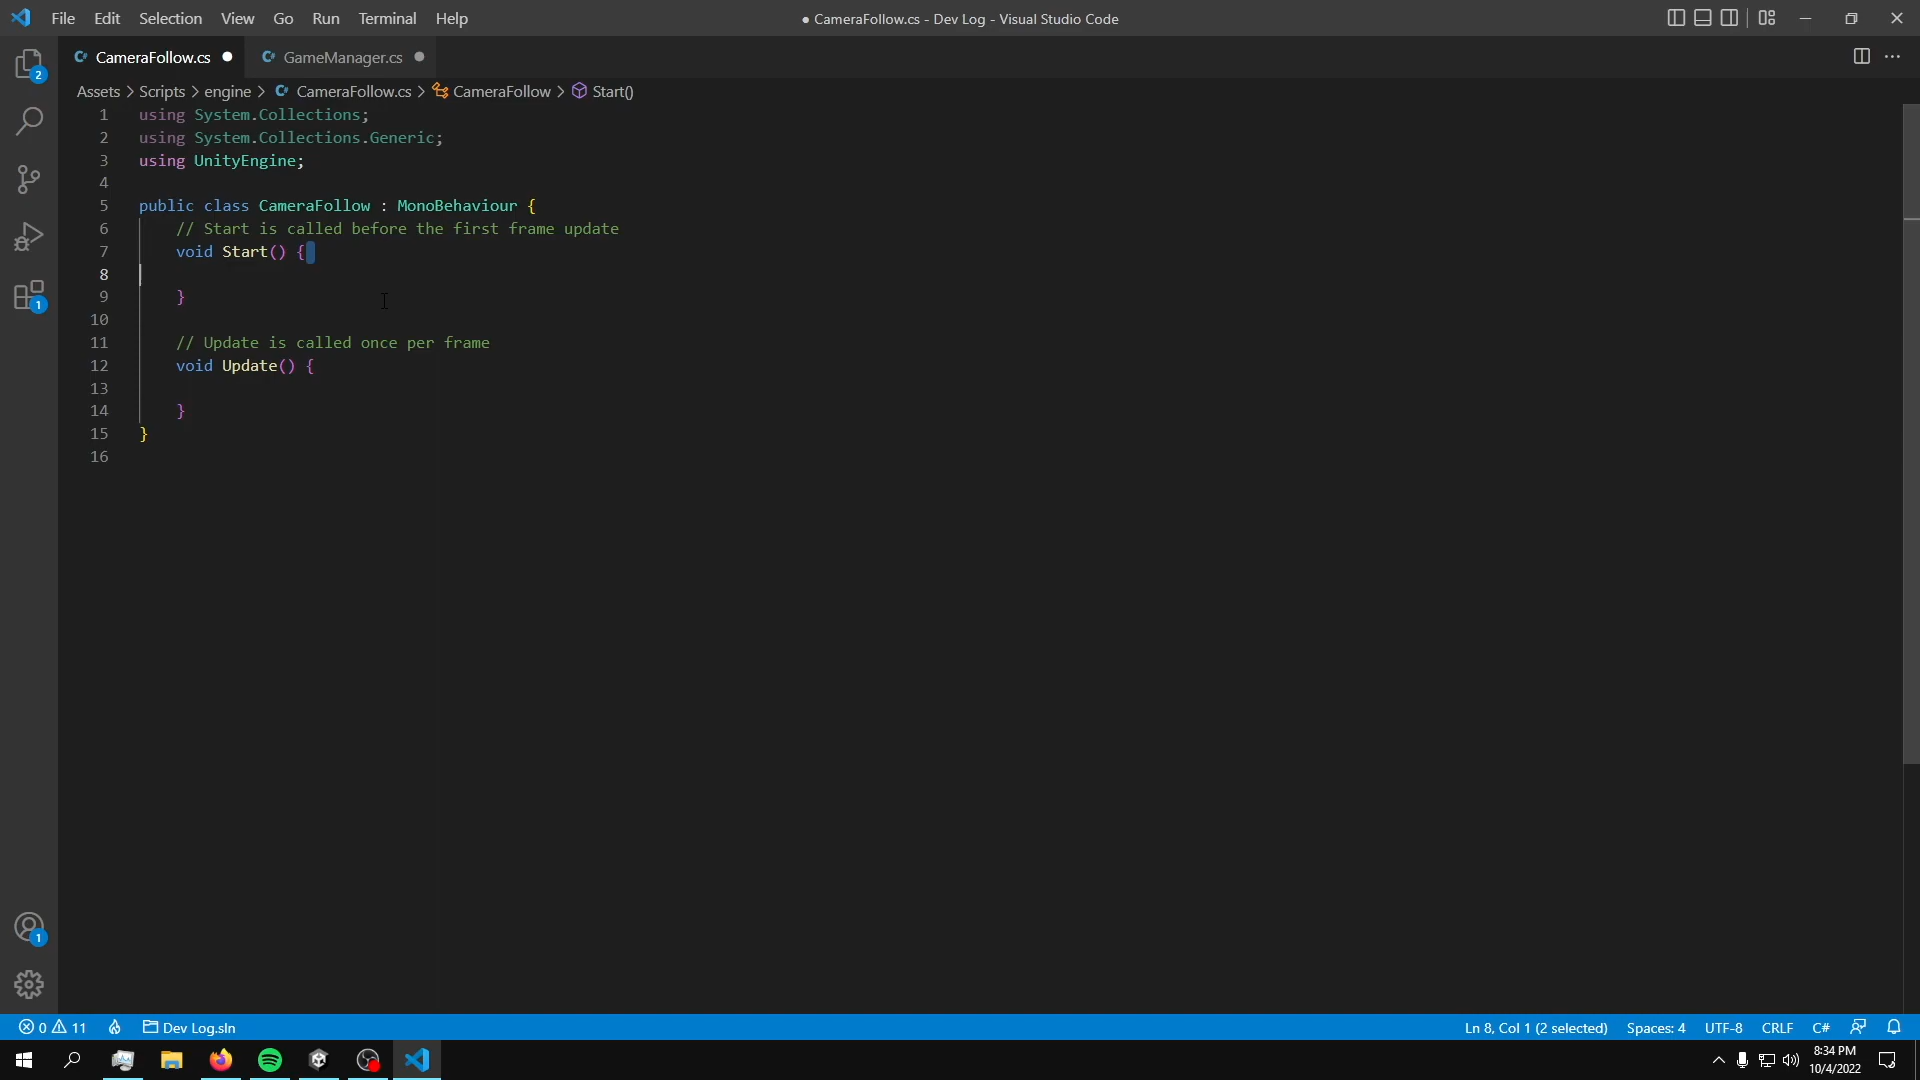 File Edit Selection View Go Run Terminal Help
● CameraFollow.cs - Dev Log - Visual Studio Code
CameraFollow.cs
GameManager.cs
2
Assets > Scripts > engine > CameraFollow.cs > CameraFollow > Start()
1 using System.Collections;
2 using System.Collections.Generic;
3 using UnityEngine;
4
5 public class CameraFollow : MonoBehaviour {
6 // Start is called before the first frame update
7 void Start() {
8
9 }
10
11 // Update is called once per frame
12 void Update() {
13
14 }
15 }
16
1
1
0 11 Dev Log.sln
Ln 8, Col 1 (2 selected) Spaces: 4 UTF-8 CRLF C#
8:34 PM
10/4/2022